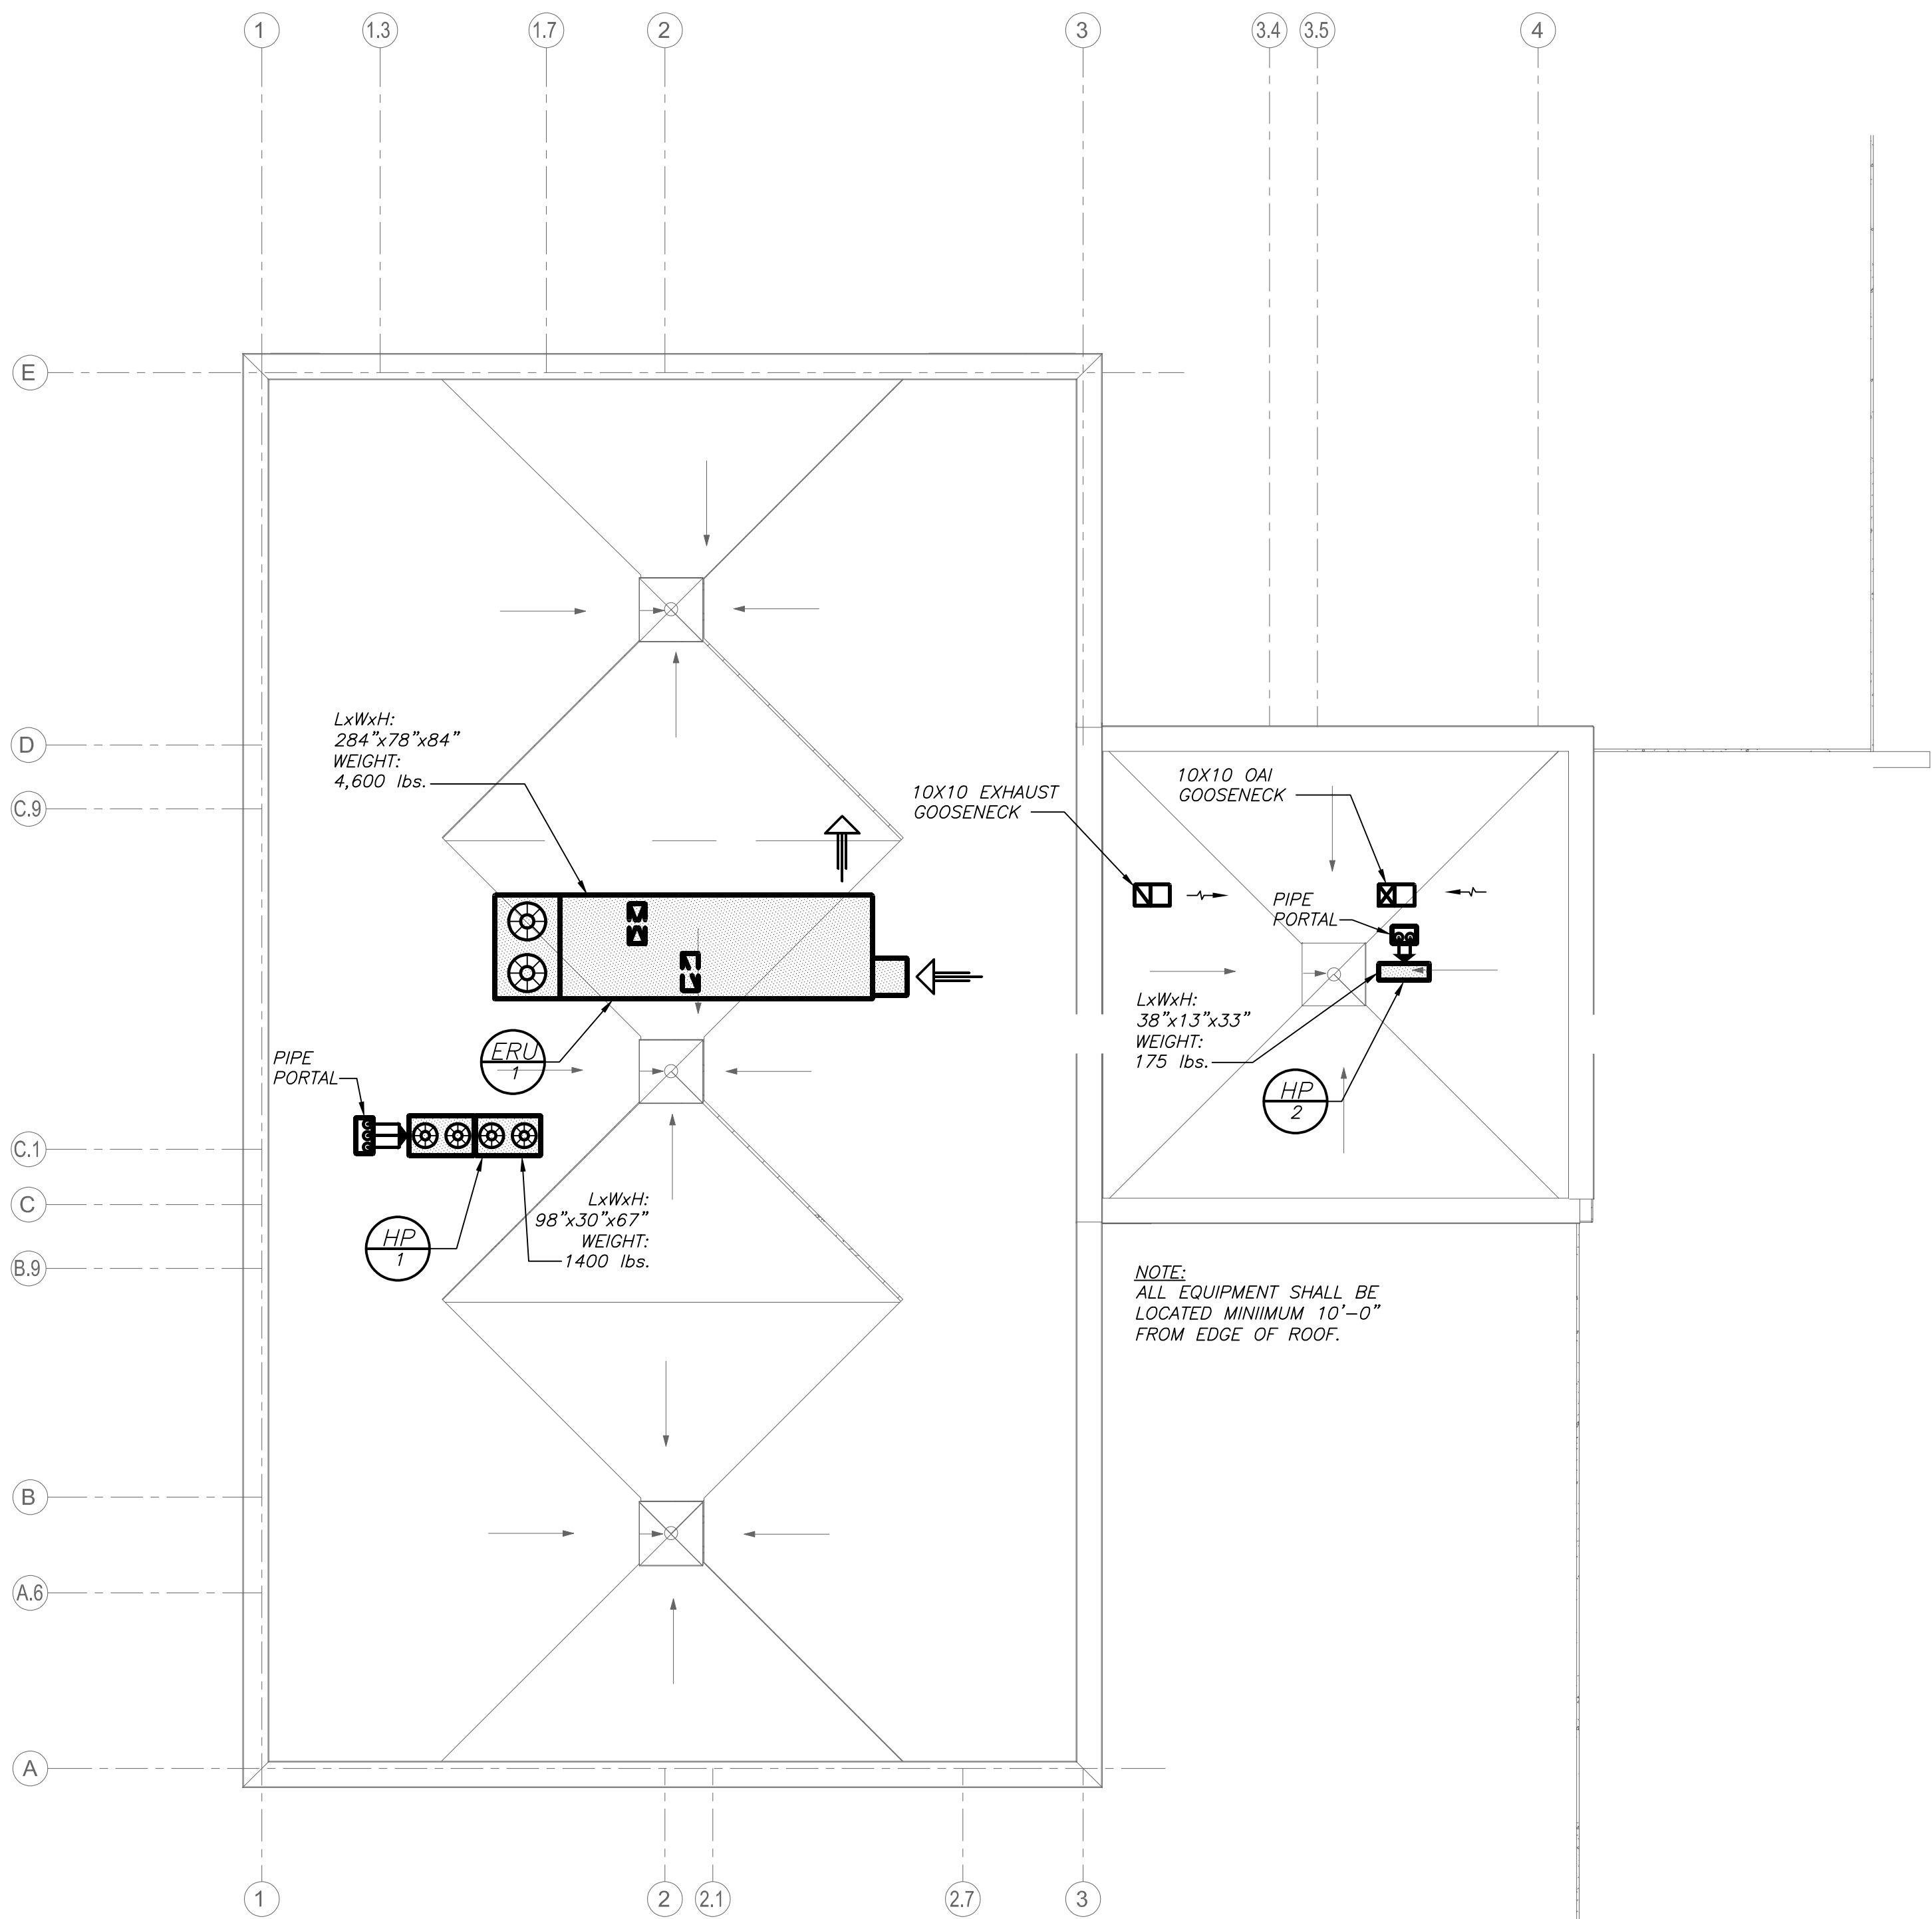 1
1.3
1.7
2
3
3.4
3.5
4
E
D
C.9
C.1
C
B.9
B
A.6
A
LxWxH:
284"x78"x84"
WEIGHT:
4,600 lbs.
10X10 EXHAUST
GOOSENECK
10X10 OAI
GOOSENECK
PIPE
PORTAL
LxWxH:
38"x13"x33"
WEIGHT:
175 lbs.
HP
2
ERU
1
PIPE
PORTAL
HP
1
LxWxH:
98"x30"x67"
WEIGHT:
1400 lbs.
NOTE:
ALL EQUIPMENT SHALL BE
LOCATED MINIIMUM 10'-0"
FROM EDGE OF ROOF.
1
2
2.1
2.7
3